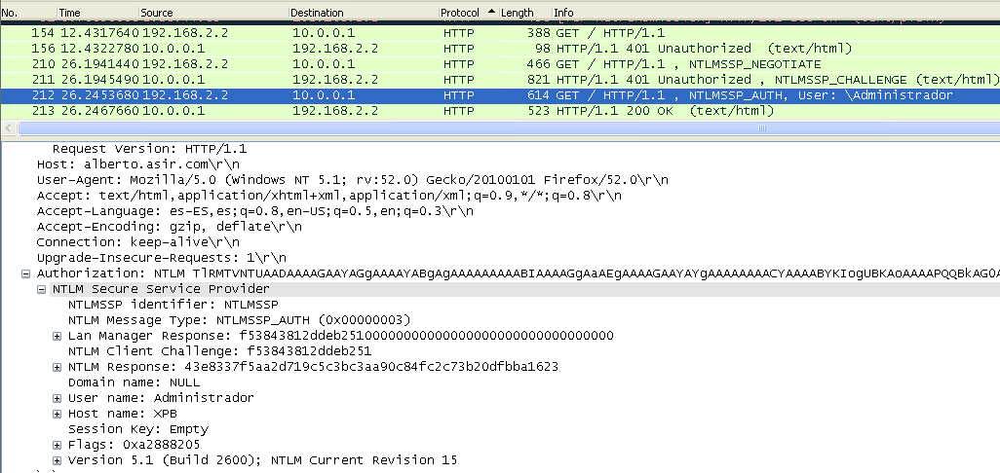 No. Time Source Destination Protocol Length Info
154 12.4317640 192.168.2.2 10.0.0.1 HTTP 388 GET / HTTP/1.1
156 12.4322780 10.0.0.1 192.168.2.2 HTTP 98 HTTP/1.1 401 Unauthorized (text/html)
210 26.1941440 192.168.2.2 10.0.0.1 HTTP 466 GET / HTTP/1.1 , NTLMSSP_NEGOTIATE
211 26.1945490 10.0.0.1 192.168.2.2 HTTP 821 HTTP/1.1 401 Unauthorized , NTLMSSP_CHALLENGE (text/html)
212 26.2453680 192.168.2.2 10.0.0.1 HTTP 614 GET / HTTP/1.1 , NTLMSSP_AUTH, User: \Administrador
213 26.2467660 10.0.0.1 192.168.2.2 HTTP 523 HTTP/1.1 200 OK (text/html)
Request Version: HTTP/1.1
Host: alberto.asir.com\r\n
User-Agent: Mozilla/5.0 (Windows NT 5.1; rv:52.0) Gecko/20100101 Firefox/52.0\r\n
Accept: text/html,application/xhtml+xml,application/xml;q=0.9,*/*;q=0.8\r\n
Accept-Language: es-ES,es;q=0.8,en-US;q=0.5,en;q=0.3\r\n
Accept-Encoding: gzip, deflate\r\n
Connection: keep-alive\r\n
Upgrade-Insecure-Requests: 1\r\n
Authorization: NTLM TlRMTVNTUAADAAAAGAAYAGgAAAAYABgAgAAAAAAAAABIAAAAGgAaAEgAAAAGAAYAYgAAAAAAAACYAAAABYKIogUBKAoAAAAPQQBkAG0A
NTLM Secure Service Provider
NTLMSSP identifier: NTLMSSP
NTLM Message Type: NTLMSSP_AUTH (0x00000003)
Lan Manager Response: f53843812ddeb25100000000000000000000000000000000
NTLM Client Challenge: f53843812ddeb251
NTLM Response: 43e8337f5aa2d719c5c3bc3aa90c84fc2c73b20dfbba1623
Domain name: NULL
User name: Administrador
Host name: XPB
Session Key: Empty
Flags: 0xa2888205
Version 5.1 (Build 2600); NTLM Current Revision 15